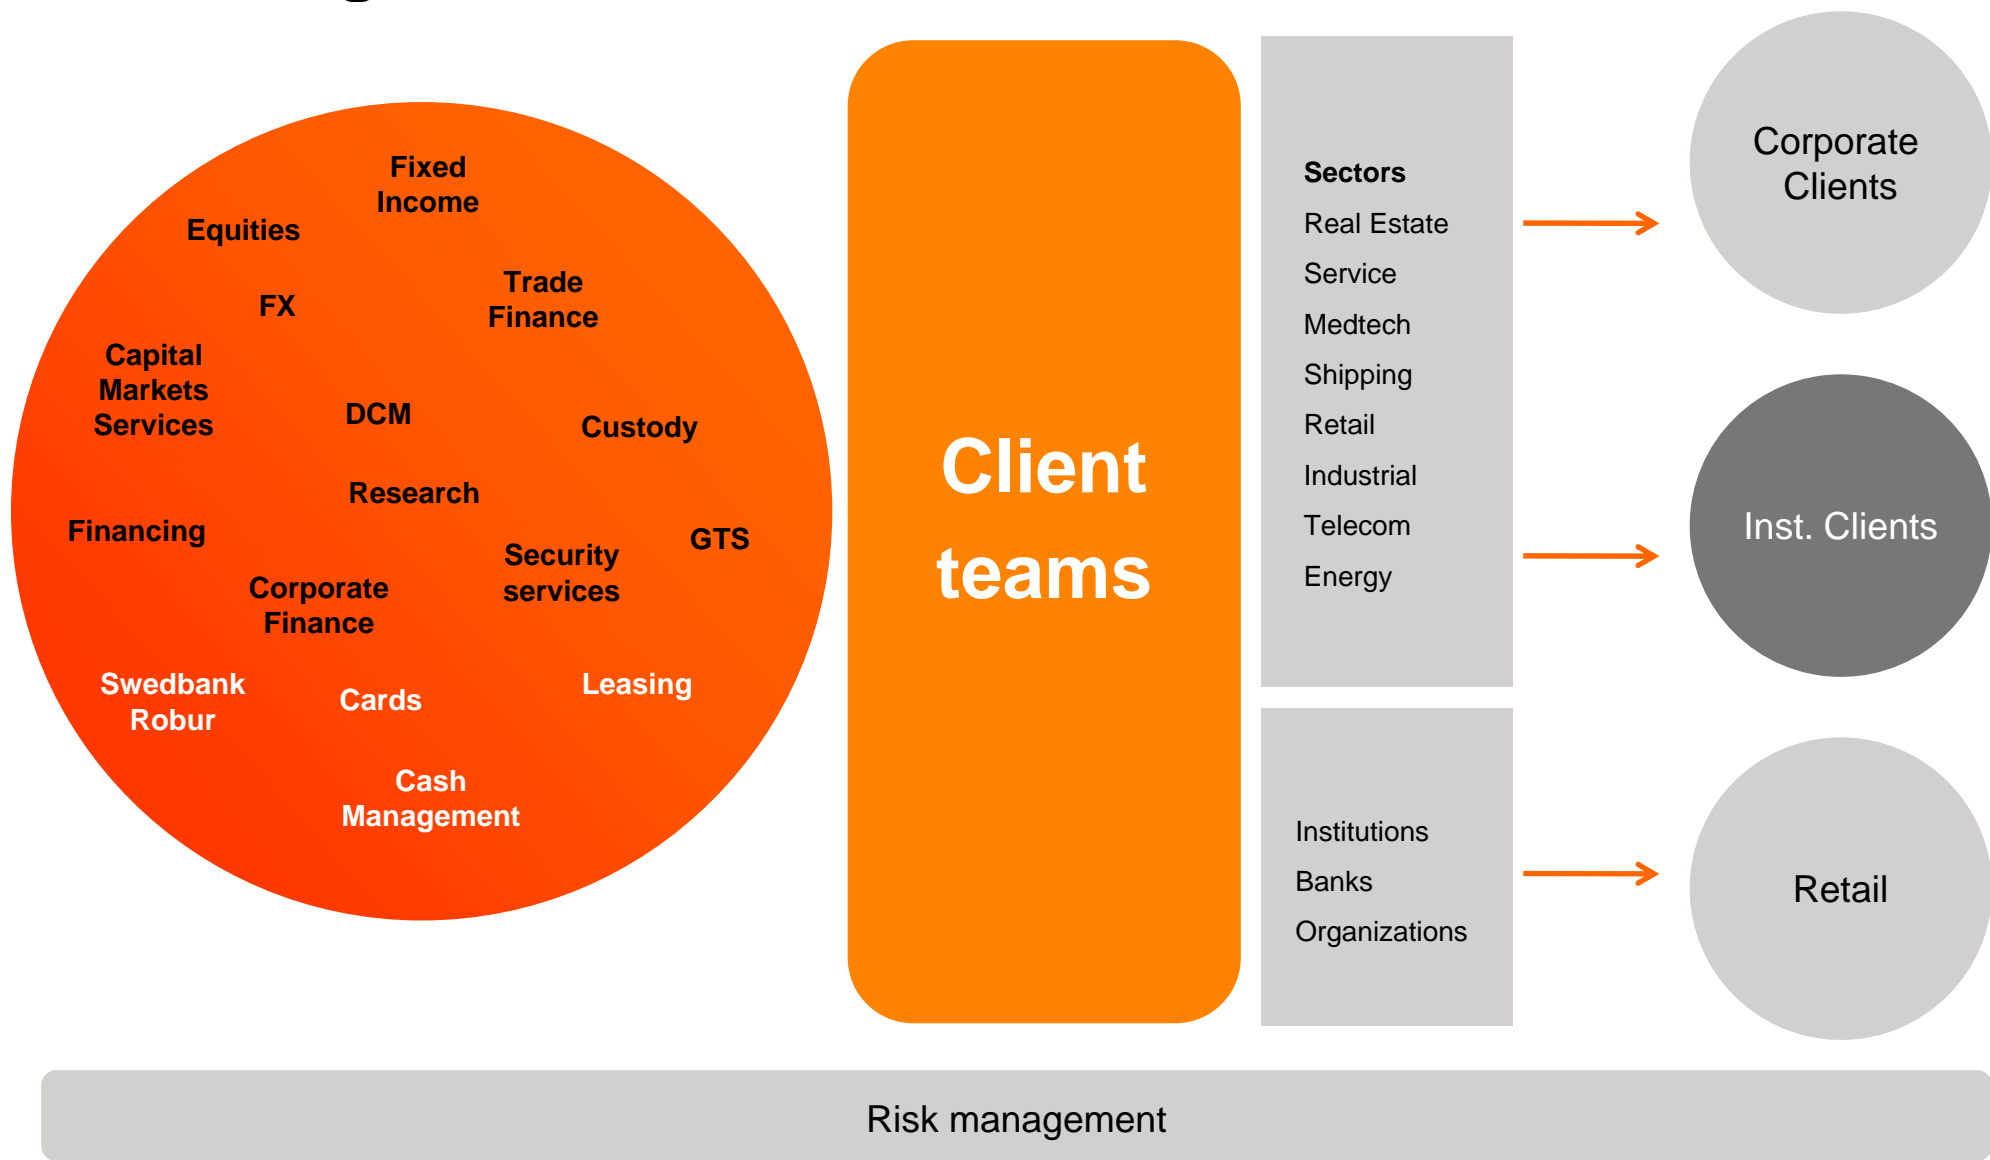 Fixed
Income
Equities
Trade
Finance
FX
Capital
Markets
Services
DCM
Custody
Research
Financing
GTS
Security
services
Corporate
Finance
Swedbank
Robur
Cards
Leasing
Cash
Management
Client
teams
Sectors
Real Estate
Service
Medtech
Shipping
Retail
Industrial
Telecom
Energy
Institutions
Banks
Organizations
Corporate
Clients
Inst. Clients
Retail
Risk management